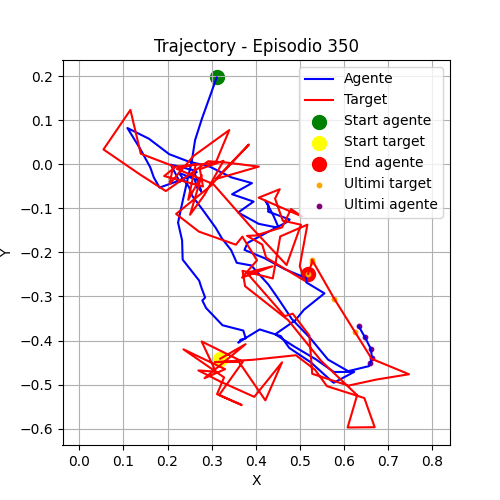 Trajectory - Episodio 350
Agente
Target
Start agente
Start target
End agente
Ultimi target
Ultimi agente
0.2
0.1
0.0
−0.1
−0.2
−0.3
−0.4
−0.5
−0.6
Y
0.0 0.1 0.2 0.3 0.4 0.5 0.6 0.7 0.8
X